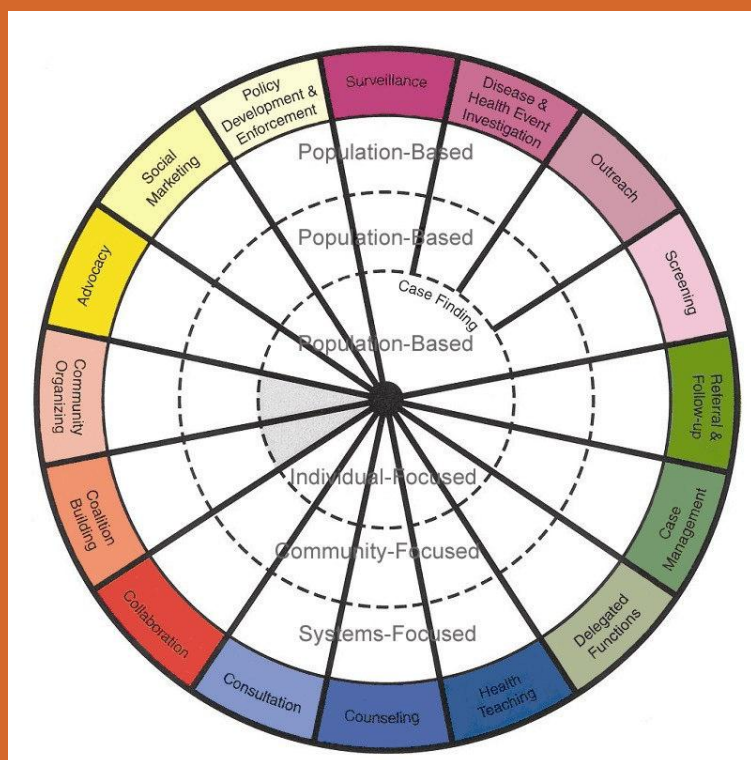 Surveillance
Disease &
Health Event
Investigation
Outreach
Screening
Referral &
Follow-up
Case
Management
Delegated
Functions
Health
Teaching
Counseling
Consultation
Collaboration
Coalition
Building
Community
Organizing
Advocacy
Social
Marketing
Policy
Development &
Enforcement
Population-Based
Population-Based
Case Finding
Population-Based
Individual-Focused
Community-Focused
Systems-Focused